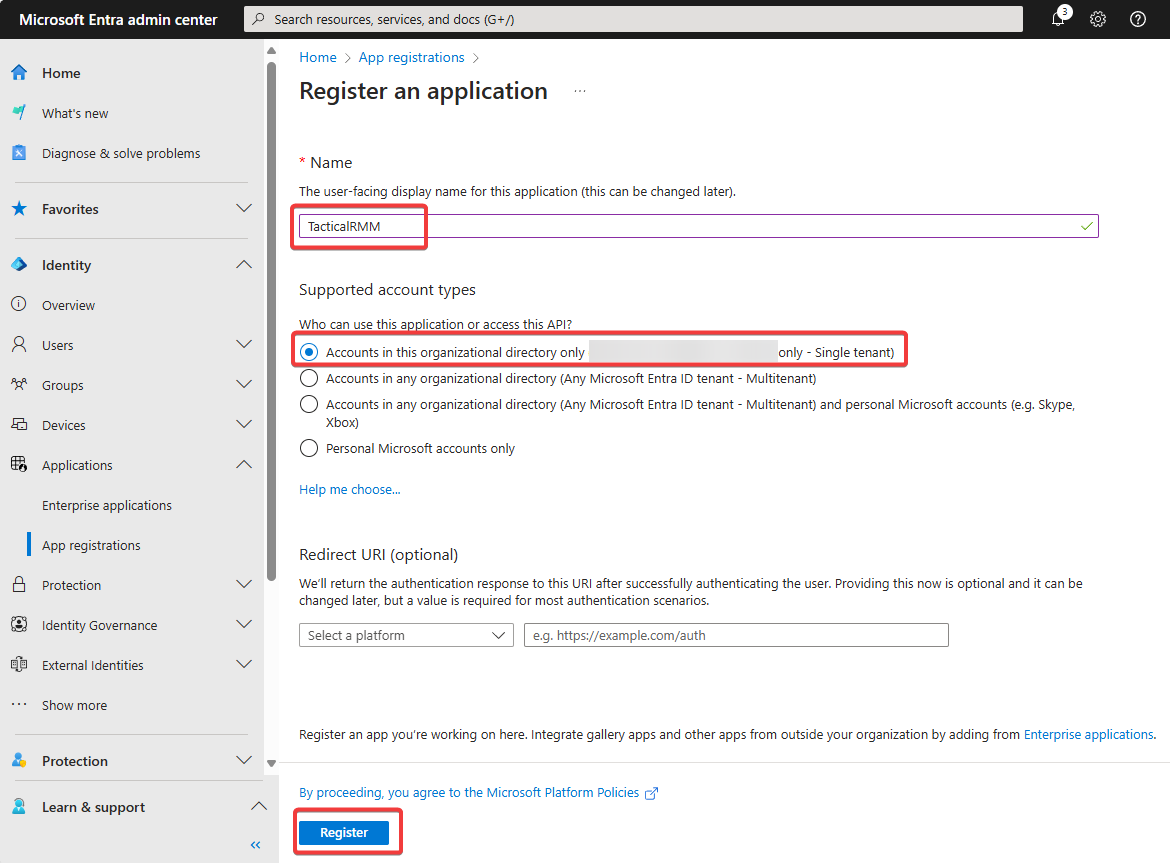 Microsoft Entra admin center
Search resources, services, and docs (G+/)
3
Home
What's new
Diagnose & solve problems
Favorites
Identity
Overview
Users
Groups
Devices
Applications
Enterprise applications
App registrations
Protection
Identity Governance
External Identities
Show more
Protection
Learn & support
Home
App registrations
Register an application
* Name
The user-facing display name for this application (this can be changed later).
TacticalRMM
Supported account types
Who can use this application or access this API?
Accounts in this organizational directory only only - Single tenant)
Accounts in any organizational directory (Any Microsoft Entra ID tenant - Multitenant)
Accounts in any organizational directory (Any Microsoft Entra ID tenant - Multitenant) and personal Microsoft accounts (e.g. Skype,
Xbox)
Personal Microsoft accounts only
Help me choose...
Redirect URI (optional)
We'll return the authentication response to this URI after successfully authenticating the user. Providing this now is optional and it can be
changed later, but a value is required for most authentication scenarios.
Select a platform
e.g. https://example.com/auth
Register an app you're working on here. Integrate gallery apps and other apps from outside your organization by adding from Enterprise applications.
By proceeding, you agree to the Microsoft Platform Policies
Register